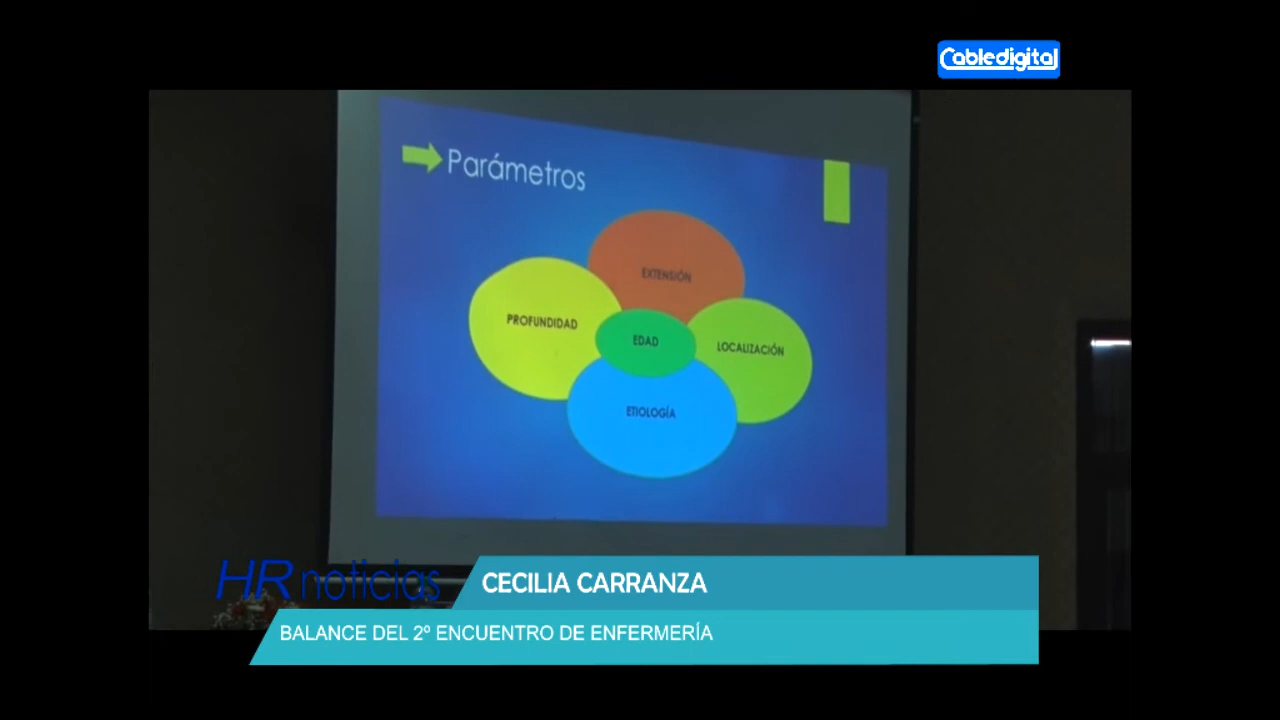 Cabledigital
Parámetros
EXTENSIÓN
PROFUNDIDAD
EDAD
LOCALIZACIÓN
ETIOLOGÍA
HR noticias
CECILIA CARRANZA
BALANCE DEL 2º ENCUENTRO DE ENFERMERÍA